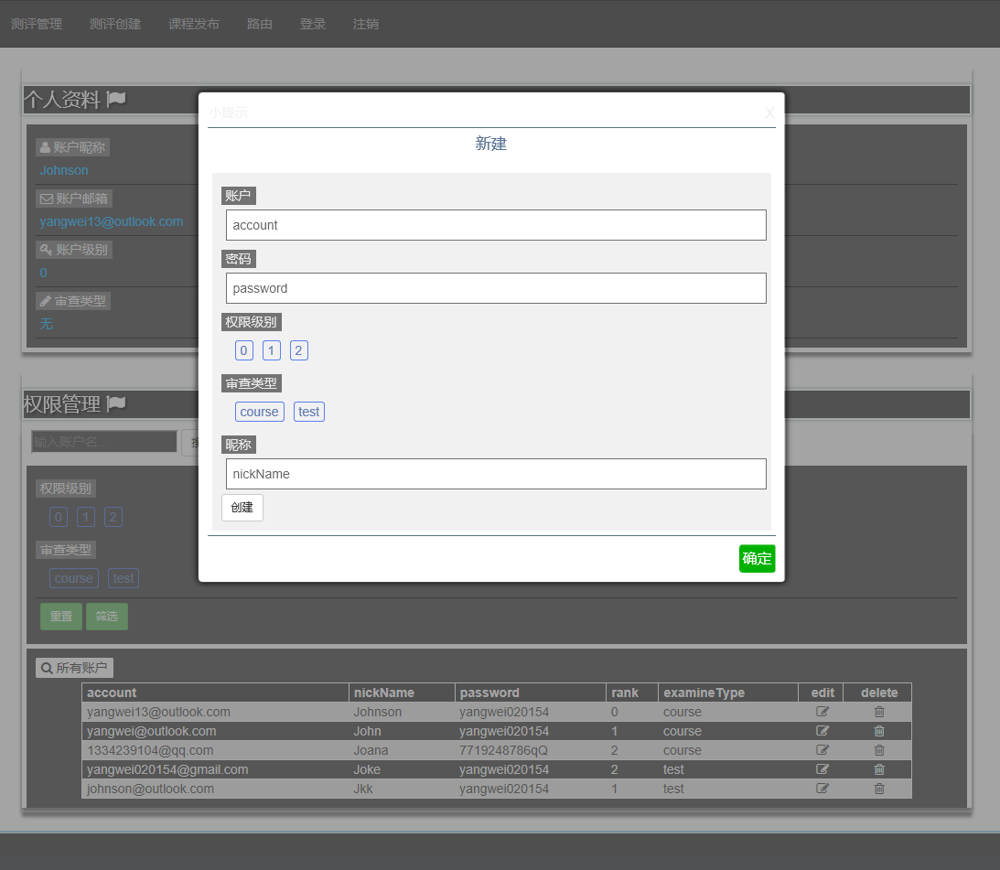 测评管理 测评创建 课程发布 路由 登录 注销
个人资料
账户昵称
Johnson
账户邮箱
yangwei13@outlook.com
账户级别
0
审查类型
无
小提示 X
新建
账户
account
密码
password
权限级别
0 1 2
审查类型
course test
昵称
nickName
创建
确定
权限管理
输入账户名...
权限级别
0 1 2
审查类型
course test
重置 筛选
所有账户
account nickName password rank examineType edit delete
yangwei13@outlook.com Johnson yangwei020154 0 course
yangwei@outlook.com John yangwei020154 1 course
1334239104@qq.com Joana 7719248786qQ 2 course
yangwei020154@gmail.com Joke yangwei020154 2 test
johnson@outlook.com Jkk yangwei020154 1 test